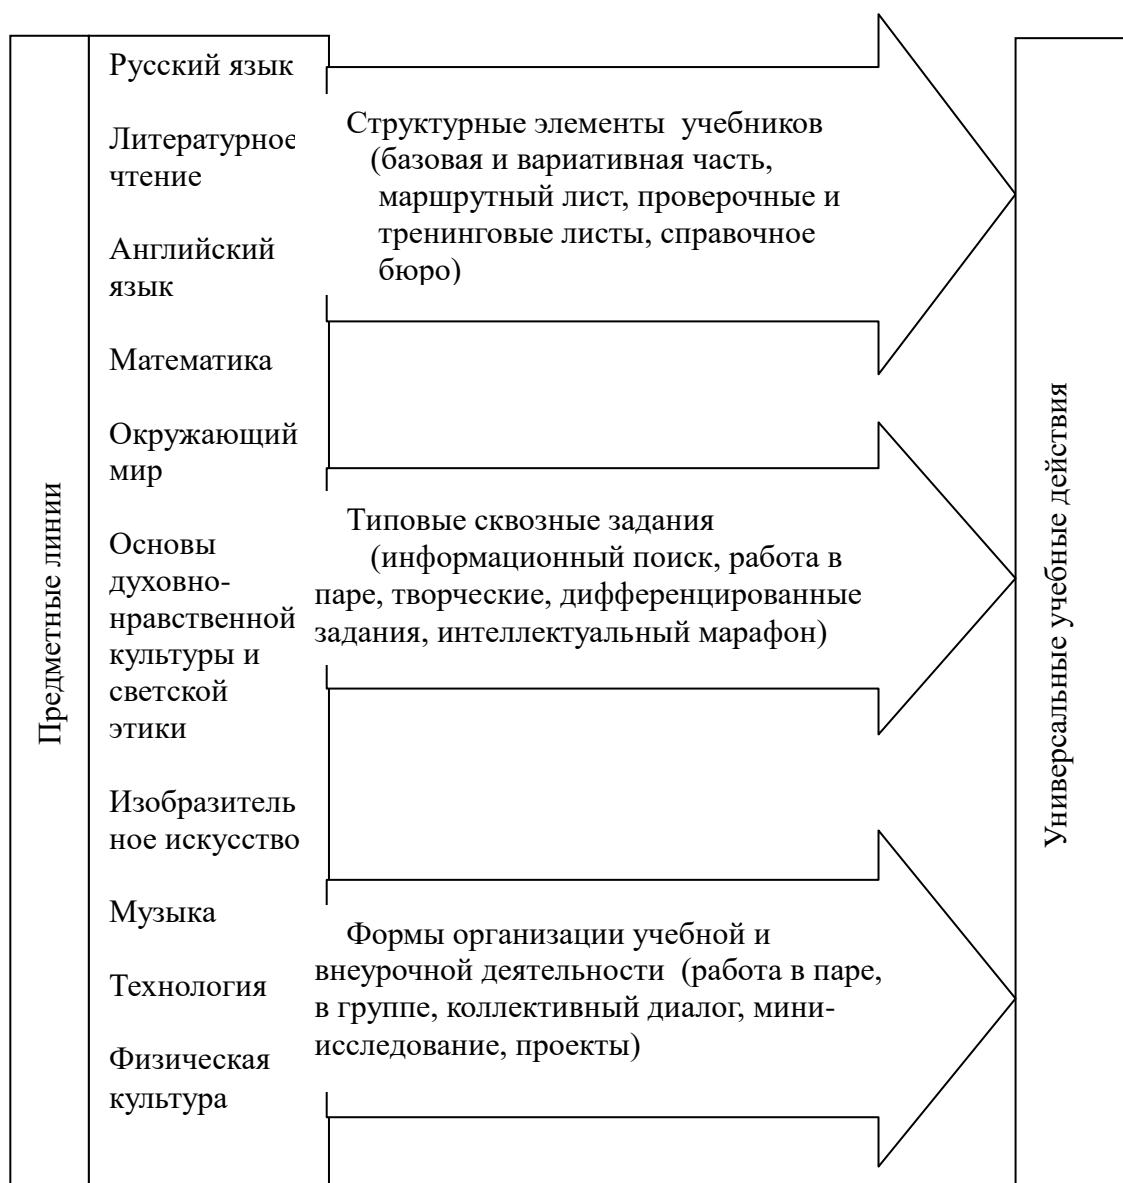 Предметные линии
Русский язык
Литературное
чтение
Английский
язык
Математика
Окружающий
мир
Основы
духовно-
нравственной
культуры и
светской
этики
Изобразитель
ное искусство
Музыка
Технология
Физическая
культура
Структурные элементы учебников
(базовая и вариативная часть,
маршрутный лист, проверочные и
тренинговые листы, справочное
бюро)
Типовые сквозные задания
(информационный поиск, работа в
паре, творческие, дифференцированные
задания, интеллектуальный марафон)
Формы организации учебной и
внеурочной деятельности (работа в паре,
в группе, коллективный диалог, мини-
исследование, проекты)
Универсальные учебные действия